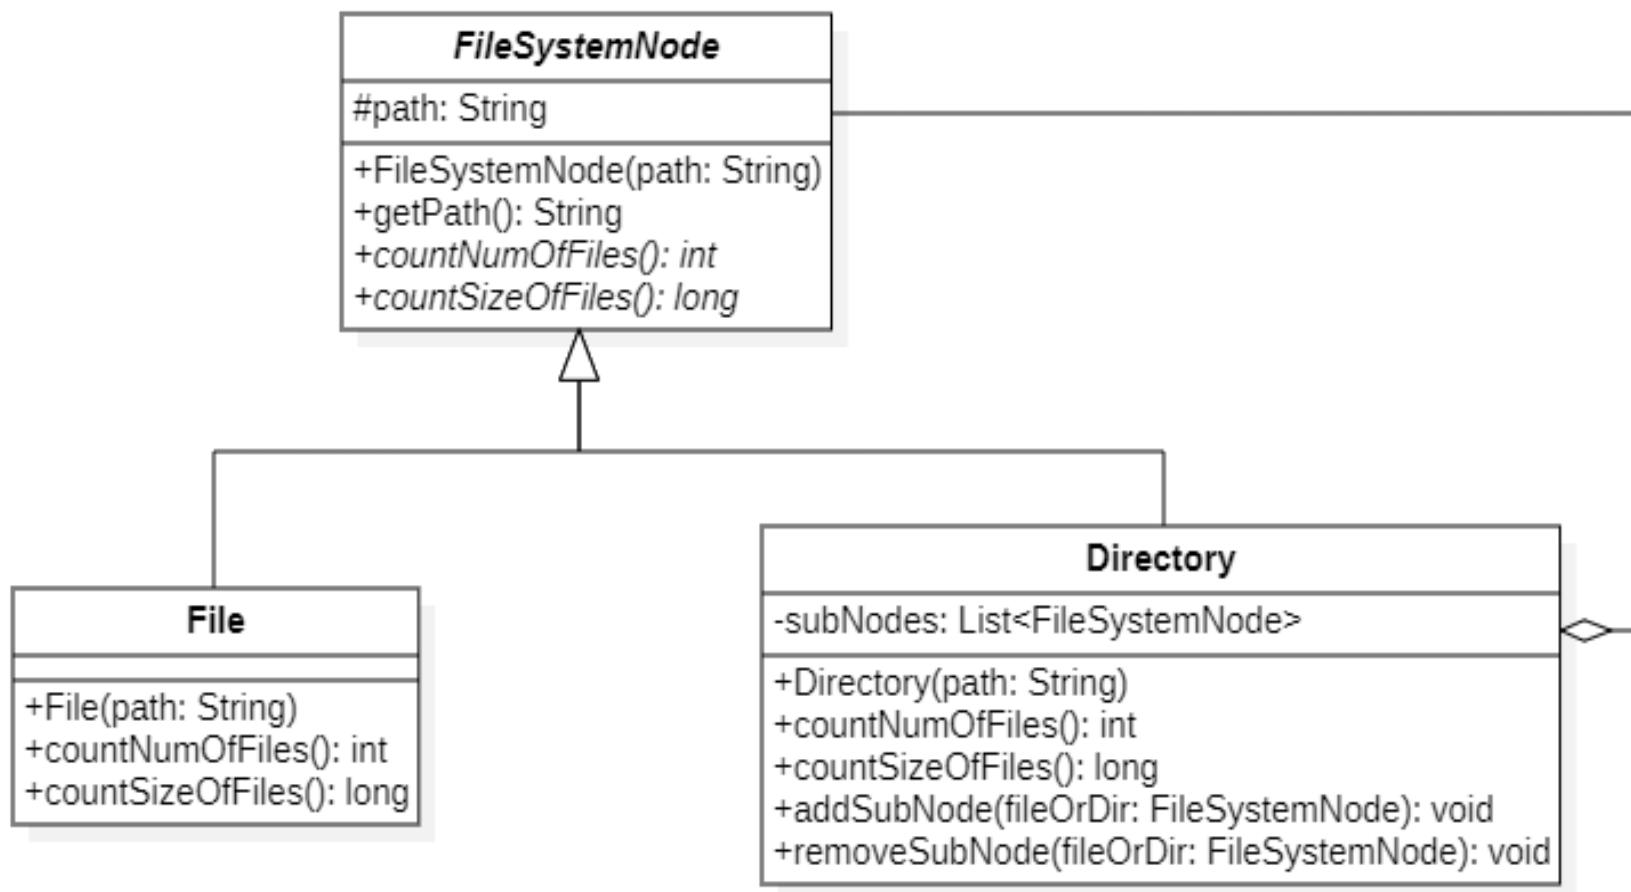 FileSystemNode
#path: String
+FileSystemNode(path: String)
+getPath(): String
+countNumOfFiles(): int
+countSizeOfFiles(): long
File
+File(path: String)
+countNumOfFiles(): int
+countSizeOfFiles(): long
Directory
-subNodes: List<FileSystemNode>
+Directory(path: String)
+countNumOfFiles(): int
+countSizeOfFiles(): long
+addSubNode(fileOrDir: FileSystemNode): void
+removeSubNode(fileOrDir: FileSystemNode): void